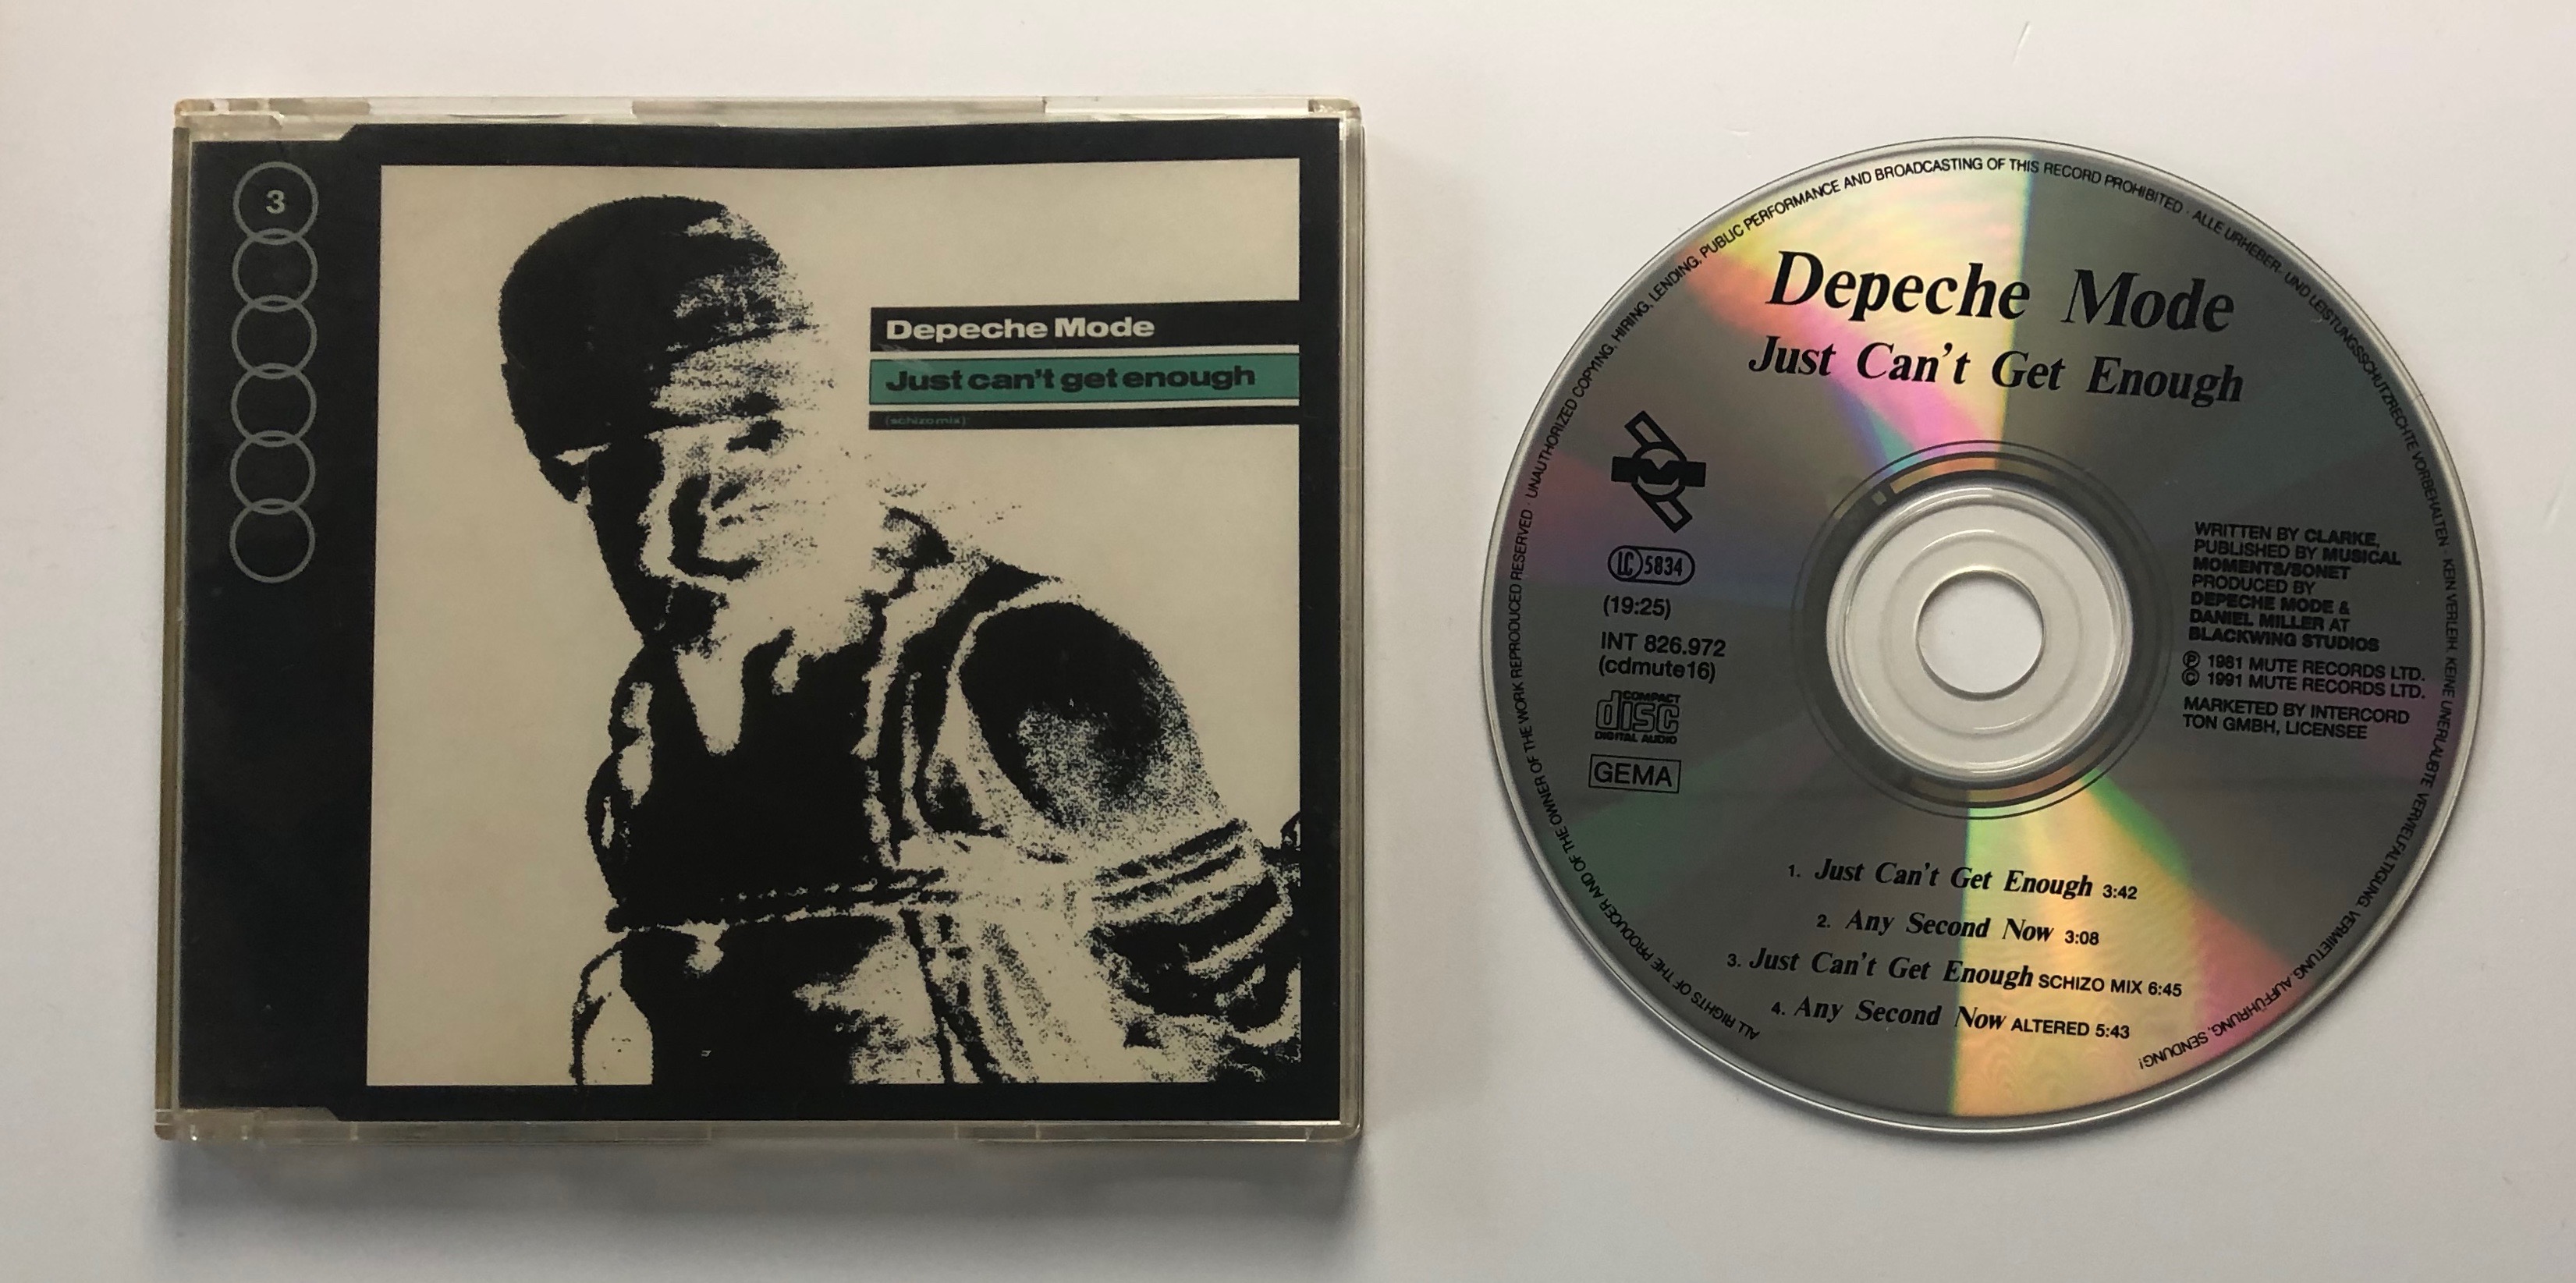 3
Depeche Mode
Just can't get enough
(schizo mix)
UNAUTHORIZED COPYING, HIRING, LENDING, PUBLIC PERFORMANCE AND BROADCASTING OF THIS RECORD PROHIBITED · ALLE URHEBER- UND LEISTUNGSSCHUTZRECHTE VORBEHALTEN · KEIN VERLEIH, KEINE UNERLAUBTE VERVIELFÄLTIGUNG, VERMIETUNG, AUFFÜHRUNG, SENDUNG!
ALL RIGHTS OF THE PRODUCER AND OF THE OWNER OF THE WORK REPRODUCED RESERVED ·
Depeche Mode
Just Can't Get Enough
LC 5834
(19:25)
INT 826.972
(cdmute16)
COMPACT
disc
DIGITAL AUDIO
GEMA
WRITTEN BY CLARKE,
PUBLISHED BY MUSICAL
MOMENTS/SONET
PRODUCED BY
DEPECHE MODE &
DANIEL MILLER AT
BLACKWING STUDIOS
Ⓟ 1981 MUTE RECORDS LTD.
© 1991 MUTE RECORDS LTD.
MARKETED BY INTERCORD
TON GMBH, LICENSEE
1. Just Can't Get Enough 3:42
2. Any Second Now 3:08
3. Just Can't Get Enough SCHIZO MIX 6:45
4. Any Second Now ALTERED 5:43